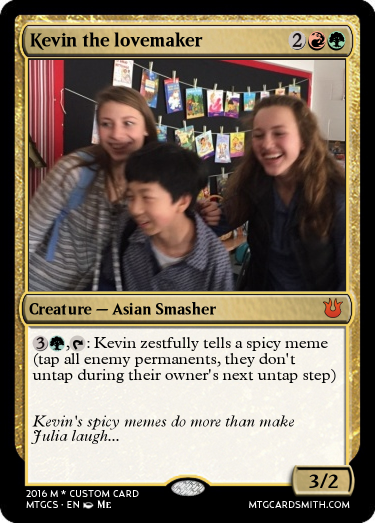 Kevin the lovemaker 2
Creature — Asian Smasher
3 , : Kevin zestfully tells a spicy meme
(tap all enemy permanents, they don't
untap during their owner's next untap step)
Kevin's spicy memes do more than make
Julia laugh...
3/2
2016 M * CUSTOM CARD
MTGCS · EN ME
MTGCARDSMITH.COM